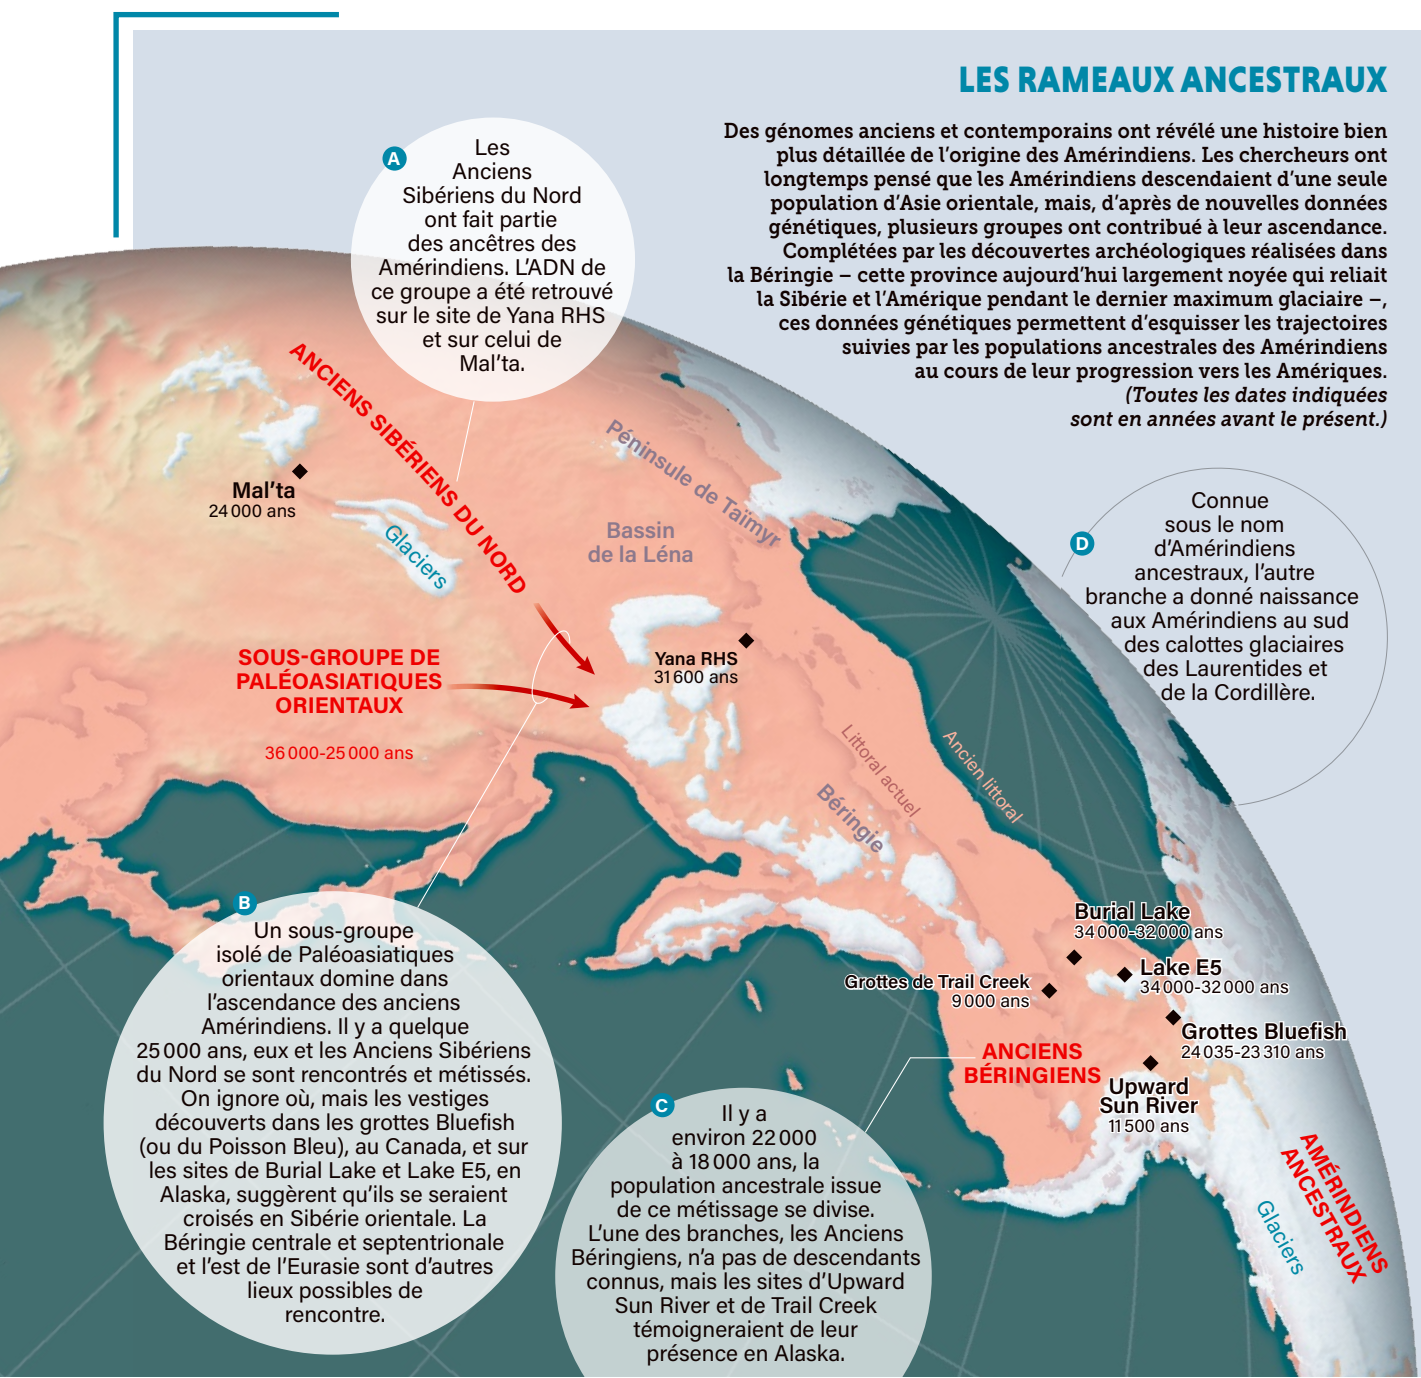 LES RAMEAUX ANCESTRAUX
Des génomes anciens et contemporains ont révélé une histoire bien
plus détaillée de l’origine des Amérindiens. Les chercheurs ont
longtemps pensé que les Amérindiens descendaient d’une seule
population d’Asie orientale, mais, d’après de nouvelles données
génétiques, plusieurs groupes ont contribué à leur ascendance.
Complétées par les découvertes archéologiques réalisées dans
la Béringie – cette province aujourd’hui largement noyée qui reliait
la Sibérie et l’Amérique pendant le dernier maximum glaciaire –,
ces données génétiques permettent d’esquisser les trajectoires
suivies par les populations ancestrales des Amérindiens
au cours de leur progression vers les Amériques.
(Toutes les dates indiquées
sont en années avant le présent.)
A
Les
Anciens
Sibériens du Nord
ont fait partie
des ancêtres des
Amérindiens. L’ADN de
ce groupe a été retrouvé
sur le site de Yana RHS
et sur celui de
Mal’ta.
ANCIENS SIBÉRIENS DU NORD
Péninsule de Taïmyr
Mal’ta
24 000 ans
Glaciers
Bassin
de la Léna
D
Connue
sous le nom
d’Amérindiens
ancestraux, l’autre
branche a donné naissance
aux Amérindiens au sud
des calottes glaciaires
des Laurentides et
de la Cordillère.
SOUS-GROUPE DE
PALÉOASIATIQUES
ORIENTAUX
36 000-25 000 ans
Yana RHS
31 600 ans
Littoral actuel
Ancien littoral
Béringie
B
Un sous-groupe
isolé de Paléoasiatiques
orientaux domine dans
l’ascendance des anciens
Amérindiens. Il y a quelque
25 000 ans, eux et les Anciens Sibériens
du Nord se sont rencontrés et métissés.
On ignore où, mais les vestiges
découverts dans les grottes Bluefish
(ou du Poisson Bleu), au Canada, et sur
les sites de Burial Lake et Lake E5, en
Alaska, suggèrent qu’ils se seraient
croisés en Sibérie orientale. La
Béringie centrale et septentrionale
et l’est de l’Eurasie sont d’autres
lieux possibles de
rencontre.
Burial Lake
34 000-32 000 ans
Lake E5
34 000-32 000 ans
Grottes de Trail Creek
9 000 ans
Grottes Bluefish
24 035-23 310 ans
ANCIENS
BÉRINGIENS
Upward
Sun River
11 500 ans
C
Il y a
environ 22 000
à 18 000 ans, la
population ancestrale issue
de ce métissage se divise.
L’une des branches, les Anciens
Béringiens, n’a pas de descendants
connus, mais les sites d’Upward
Sun River et de Trail Creek
témoigneraient de leur
présence en Alaska.
AMÉRINDIENS
ANCESTRAUX
Glaciers